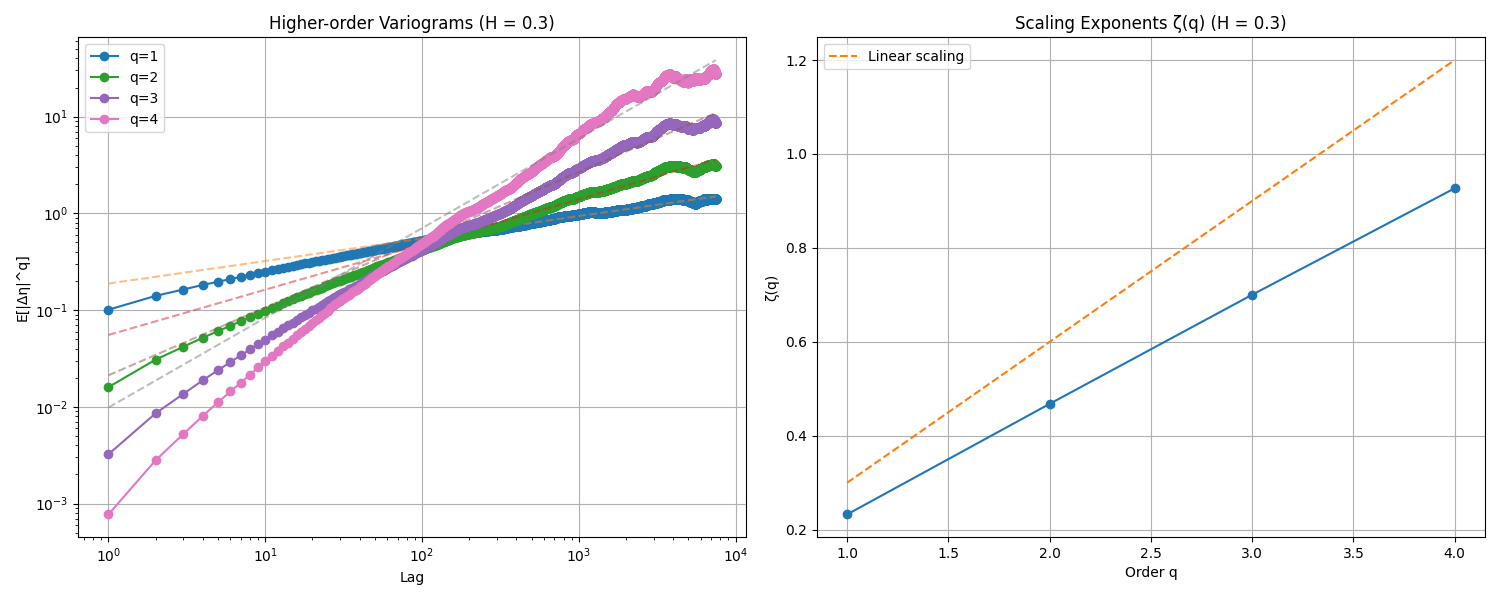 Higher-order Variograms (H = 0.3)
q=1
q=2
q=3
q=4
E[|Δη|^q]
10¹
10⁰
10⁻¹
10⁻²
10⁻³
10⁰
10¹
10²
10³
10⁴
Lag
Scaling Exponents ζ(q) (H = 0.3)
Linear scaling
ζ(q)
1.2
1.0
0.8
0.6
0.4
0.2
1.0
1.5
2.0
2.5
3.0
3.5
4.0
Order q